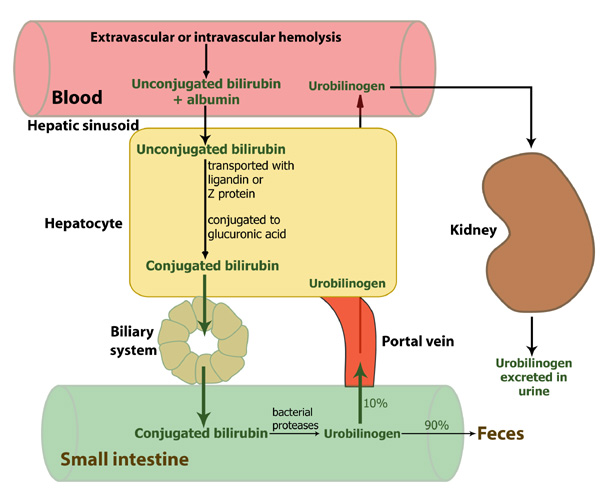 Extravascular or intravascular hemolysis
Unconjugated bilirubin
+ albumin
Urobilinogen
Blood
Hepatic sinusoid
Unconjugated bilirubin
transported with
ligandin or
Z protein
Hepatocyte
conjugated to
glucuronic acid
Kidney
Conjugated bilirubin
Urobilinogen
Biliary
system
Portal vein
Urobilinogen
excreted in
urine
10%
bacterial
proteases
Conjugated bilirubin
Urobilinogen
90%
Feces
Small intestine